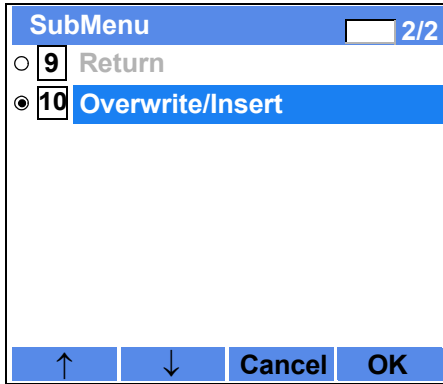 SubMenu 2/2
9 Return
10 Overwrite/Insert
↑ ↓ Cancel OK